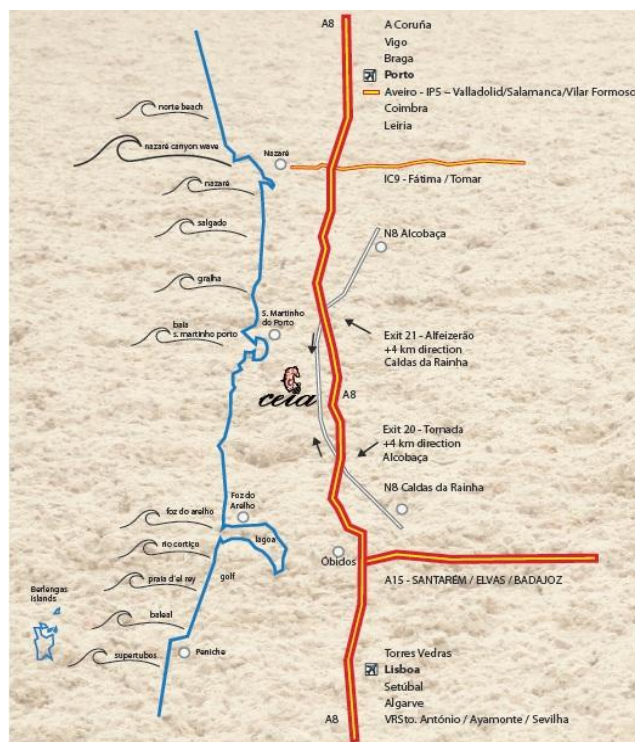 A8
A Coruña
Vigo
Braga
Porto
Aveiro - IP5 – Valladolid/Salamanca/Vilar Formoso
Coimbra
Leiria
norte beach
nazaré canyon wave
Nazaré
IC9 - Fátima / Tomar
nazaré
salgado
N8 Alcobaça
gralha
S. Martinho
do Porto
baía
s. martinho porto
Exit 21 - Alfeizerão
+4 km direction
Caldas da Rainha
ceia
A8
Exit 20 - Tornada
+4 km direction
Alcobaça
N8 Caldas da Rainha
Foz do
Arelho
foz do arelho
lagoa
rio cortiço
Óbidos
golf
praia d'el rey
A15 - SANTARÉM / ELVAS / BADAJOZ
Berlengas
islands
baleal
supertubos
Peniche
Torres Vedras
Lisboa
Setúbal
Algarve
A8
VRSto. António / Ayamonte / Sevilha